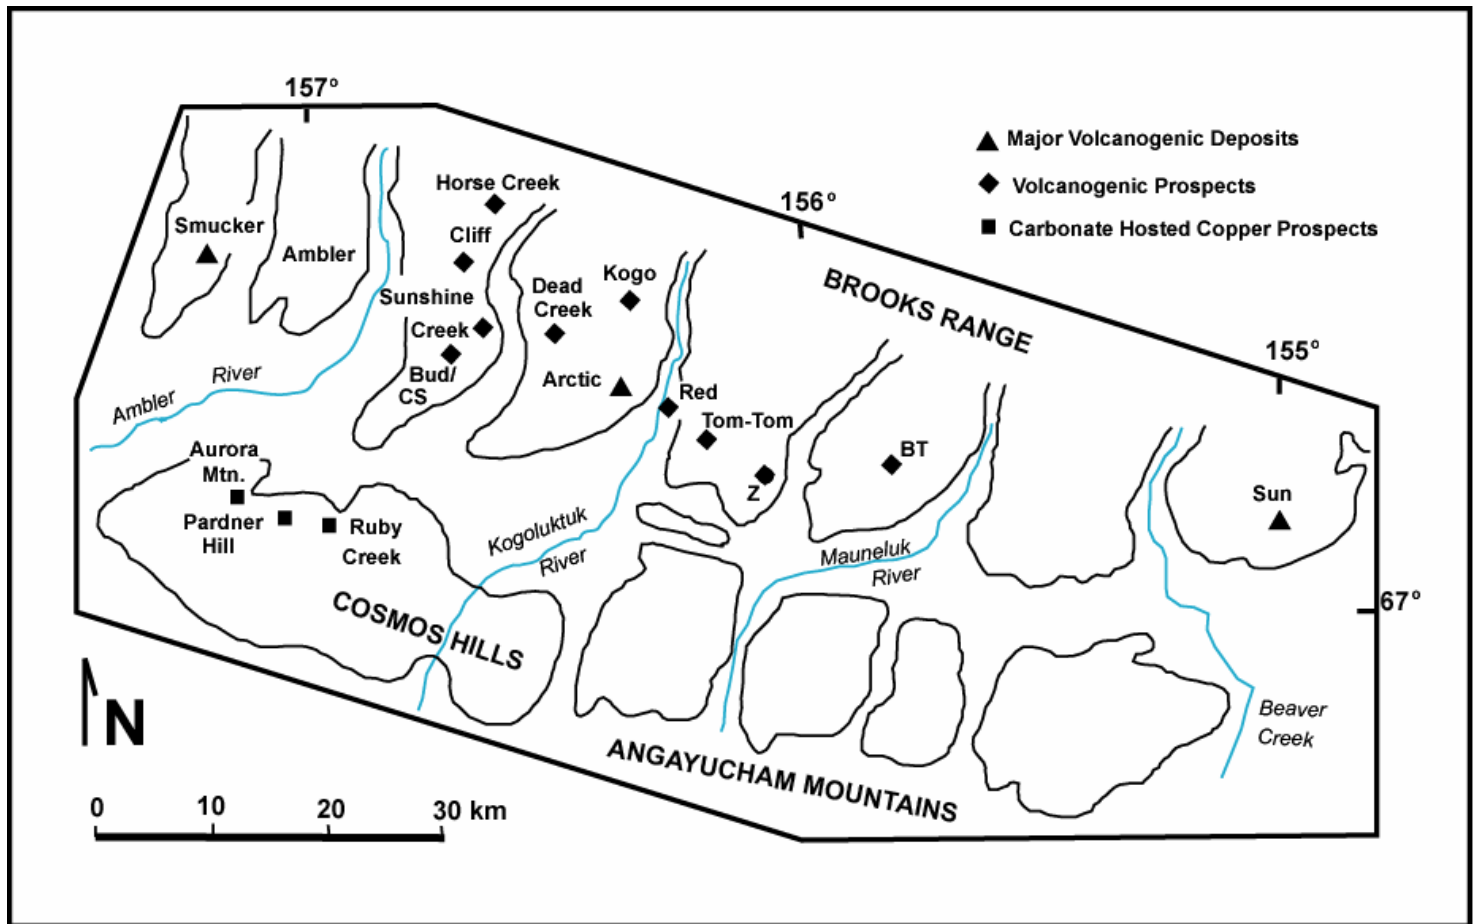 157°
Major Volcanogenic Deposits
Horse Creek
Volcanogenic Prospects
156°
Smucker
Cliff
Carbonate Hosted Copper Prospects
Ambler
Kogo
Dead
Creek
BROOKS RANGE
Sunshine
Creek
155°
Bud/
CS
Arctic
Ambler River
Red
Tom-Tom
Aurora
Mtn.
BT
Z
Sun
Pardner
Hill
Ruby
Creek
Kogoluktuk
River
Mauneluk
River
67°
COSMOS HILLS
N
Beaver
Creek
ANGAYUCHAM MOUNTAINS
0 10 20 30 km